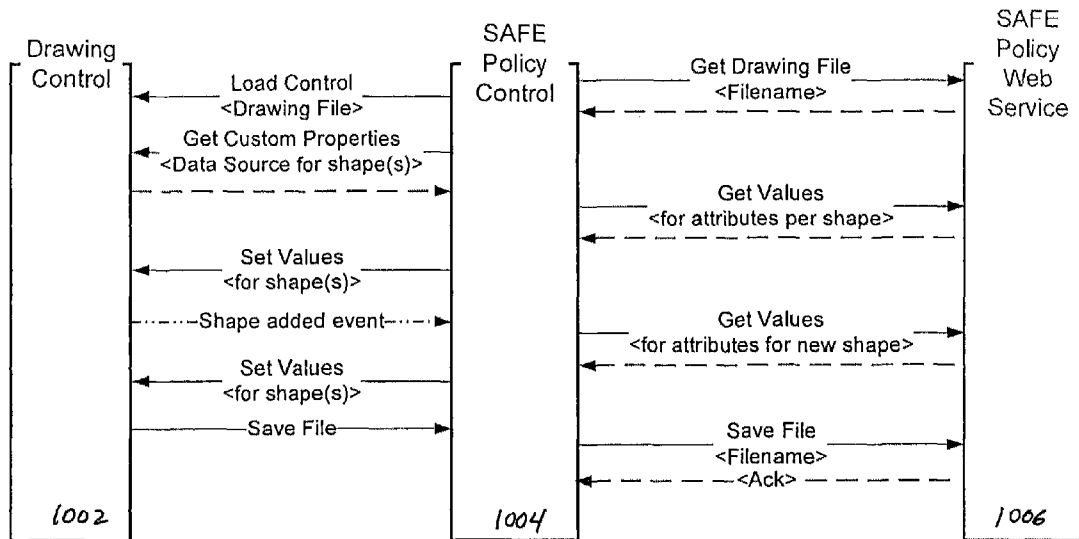 Drawing
Control
SAFE
Policy
Control
SAFE
Policy
Web
Service
Load Control
<Drawing File>
Get Custom Properties
<Data Source for shape(s)>
Set Values
<for shape(s)>
Shape added event
Set Values
<for shape(s)>
Save File
Get Drawing File
<Filename>
Get Values
<for attributes per shape>
Get Values
<for attributes for new shape>
Save File
<Filename>
<Ack>
1002
1004
1006